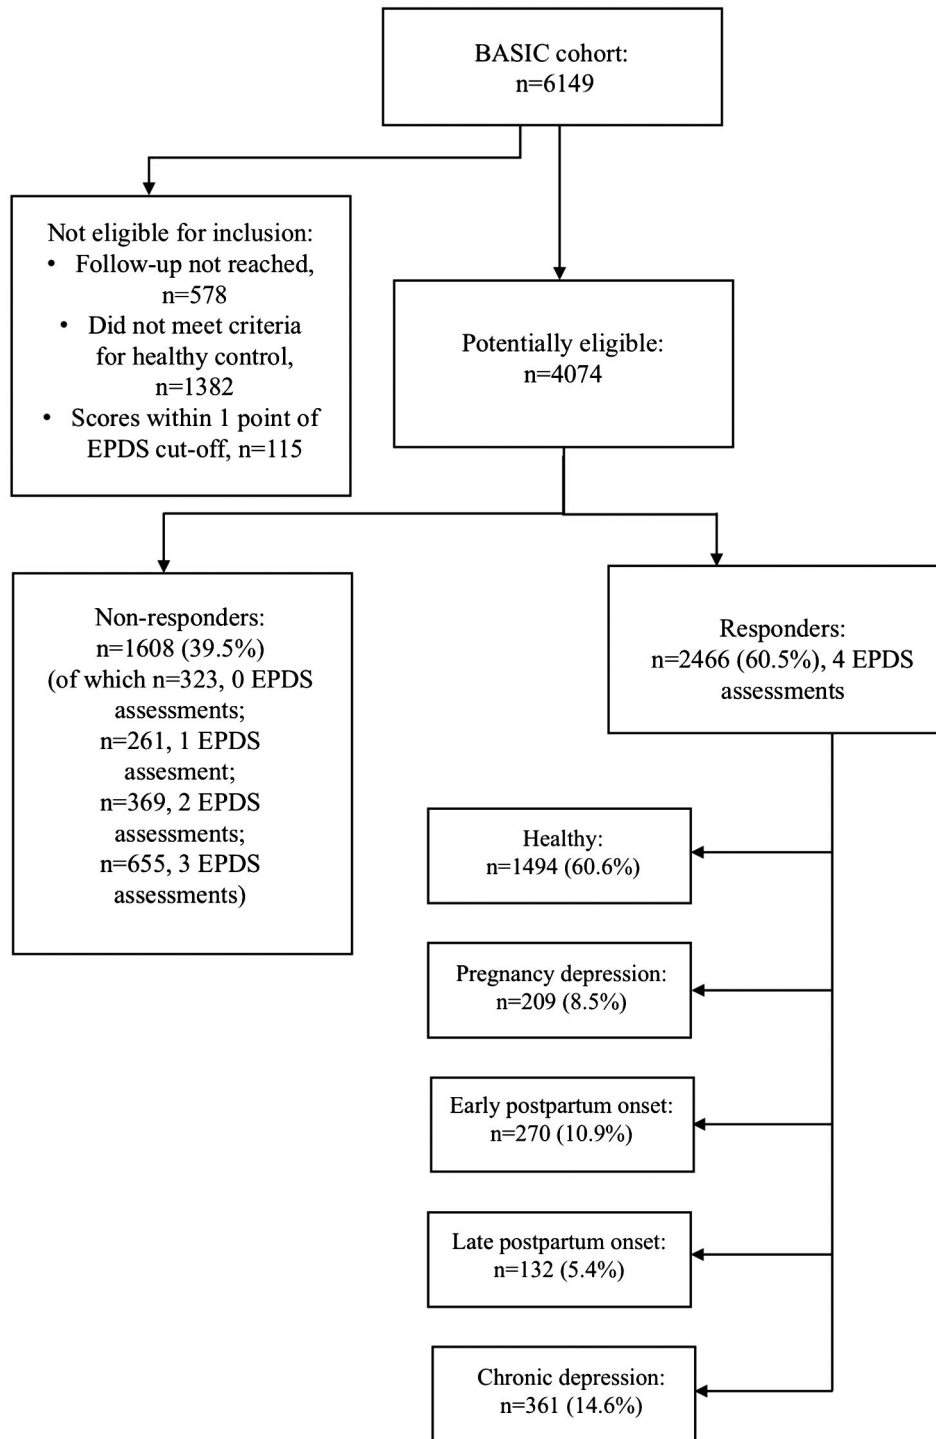 BASIC cohort:
n=6149
Not eligible for inclusion:
• Follow-up not reached,
n=578
• Did not meet criteria
for healthy control,
n=1382
• Scores within 1 point of
EPDS cut-off, n=115
Potentially eligible:
n=4074
Non-responders:
n=1608 (39.5%)
(of which n=323, 0 EPDS
assessments;
n=261, 1 EPDS
assesment;
n=369, 2 EPDS
assessments;
n=655, 3 EPDS
assessments)
Responders:
n=2466 (60.5%), 4 EPDS
assessments
Healthy:
n=1494 (60.6%)
Pregnancy depression:
n=209 (8.5%)
Early postpartum onset:
n=270 (10.9%)
Late postpartum onset:
n=132 (5.4%)
Chronic depression:
n=361 (14.6%)